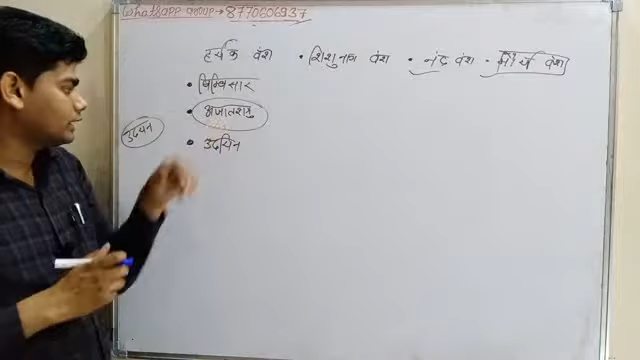 Whatsapp Group → 8770606937
हर्यक वंश • शिशुनाग वंश • नंद वंश • मौर्य वंश
• बिम्बिसार
• अजातशत्रु
उदयन
• उदयिन